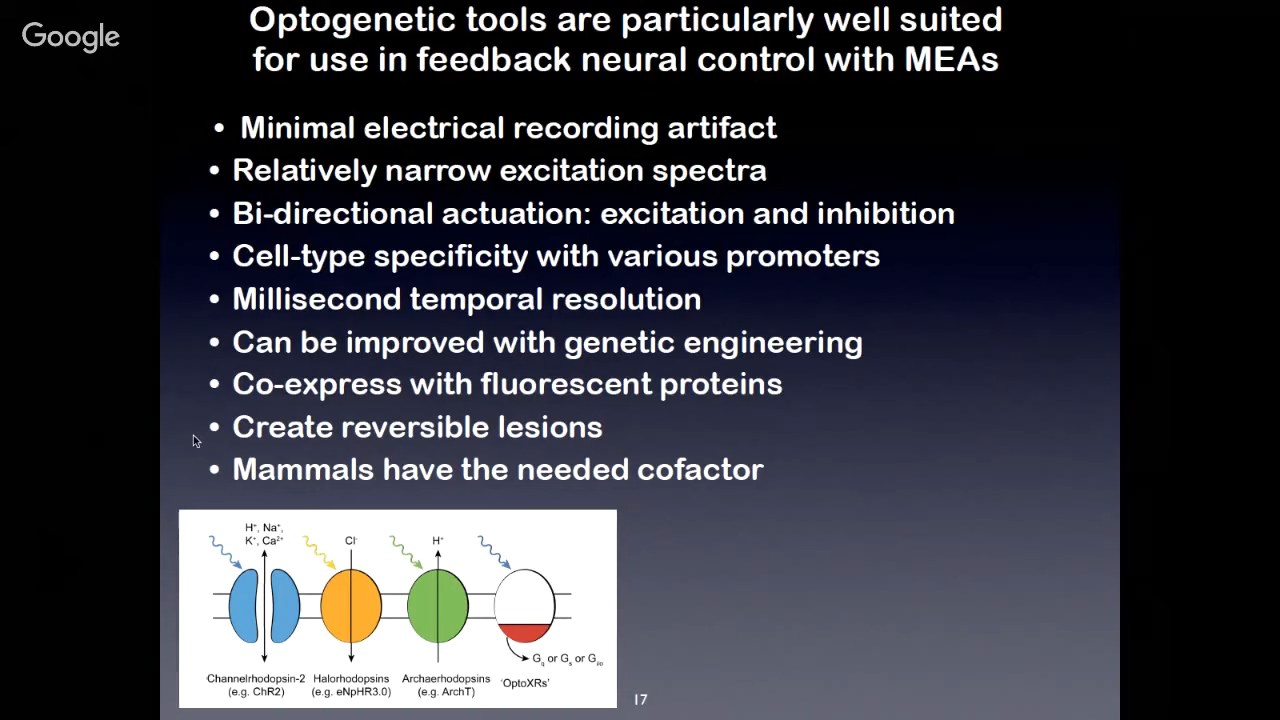 Google
Optogenetic tools are particularly well suited
for use in feedback neural control with MEAs
• Minimal electrical recording artifact
• Relatively narrow excitation spectra
• Bi-directional actuation: excitation and inhibition
• Cell-type specificity with various promoters
• Millisecond temporal resolution
• Can be improved with genetic engineering
• Co-express with fluorescent proteins
• Create reversible lesions
• Mammals have the needed cofactor
H⁺, Na⁺,
K⁺, Ca²⁺
Cl⁻
H⁺
Gq or Gs or Gi/o
Channelrhodopsin-2
(e.g. ChR2)
Halorhodopsins
(e.g. eNpHR3.0)
Archaerhodopsins
(e.g. ArchT)
'OptoXRs'
17